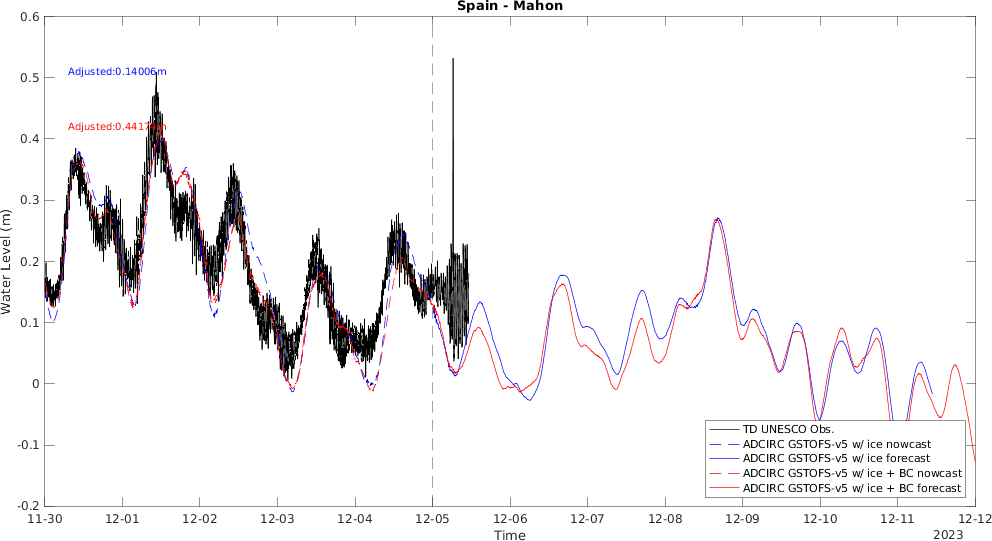 Spain - Mahon
0.6
0.5
0.4
0.3
0.2
0.1
0
-0.1
-0.2
Water Level (m)
Adjusted:0.14006m
TD UNESCO Obs.
ADCIRC GSTOFS-v5 w/ ice nowcast
ADCIRC GSTOFS-v5 w/ ice forecast
ADCIRC GSTOFS-v5 w/ ice + BC nowcast
ADCIRC GSTOFS-v5 w/ ice + BC forecast
11-30 12-01 12-02 12-03 12-04 12-05 12-06 12-07 12-08 12-09 12-10 12-11 12-12
Time
2023